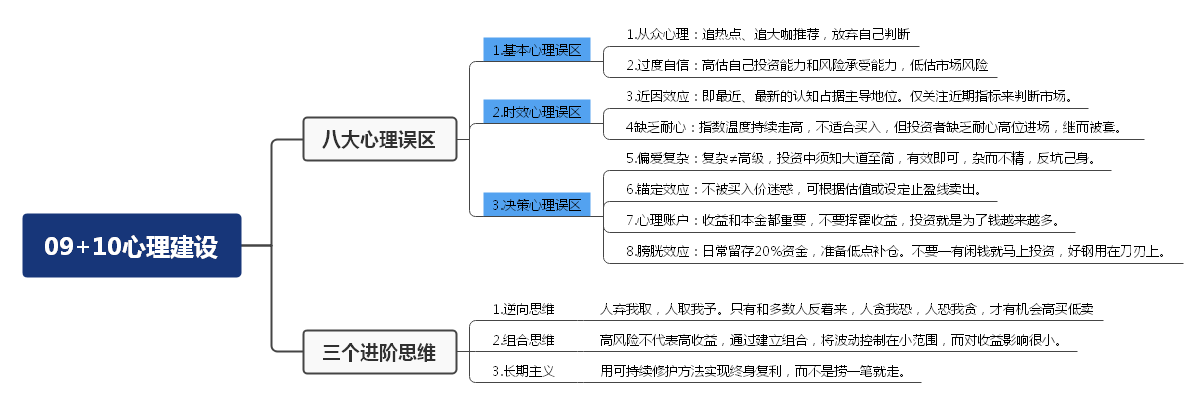 09+10心理建设
八大心理误区
1.基本心理误区
1.从众心理：追热点、追大咖推荐，放弃自己判断
2.过度自信：高估自己投资能力和风险承受能力，低估市场风险
2.时效心理误区
3.近因效应：即最近、最新的认知占据主导地位。仅关注近期指标来判断市场。
4缺乏耐心：指数温度持续走高，不适合买入，但投资者缺乏耐心高位进场，继而被套。
3.决策心理误区
5.偏爱复杂：复杂≠高级，投资中须知大道至简，有效即可，杂而不精，反坑己身。
6.锚定效应：不被买入价迷惑，可根据估值或设定止盈线卖出。
7.心理账户：收益和本金都重要，不要挥霍收益，投资就是为了钱越来越多。
8.膀胱效应：日常留存20%资金，准备低点补仓。不要一有闲钱就马上投资，好钢用在刀刃上。
三个进阶思维
1.逆向思维 人弃我取，人取我予。只有和多数人反着来，人贪我恐，人恐我贪，才有机会高买低卖
2.组合思维 高风险不代表高收益，通过建立组合，将波动控制在小范围，而对收益影响很小。
3.长期主义 用可持续修护方法实现终身复利，而不是捞一笔就走。